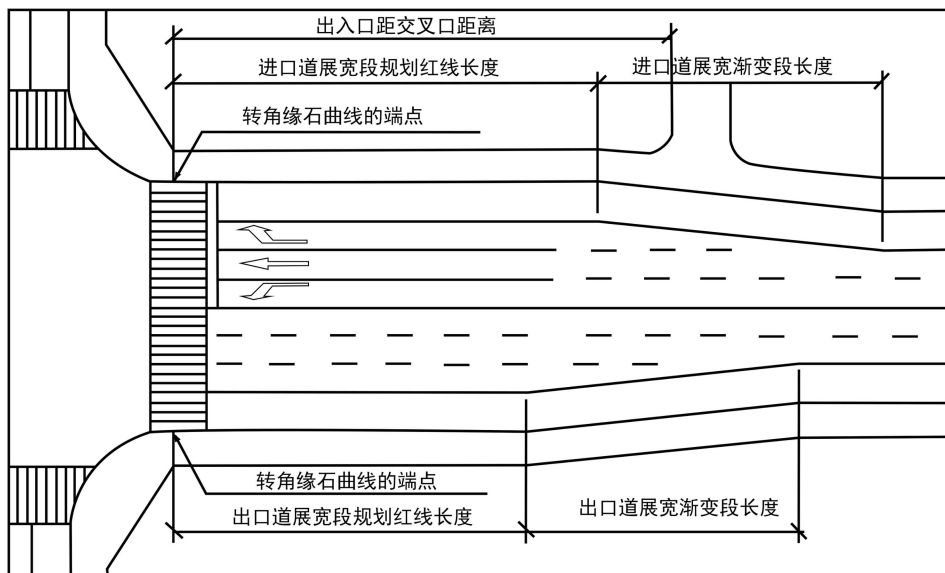 出入口距交叉口距离
进口道展宽段规划红线长度
进口道展宽渐变段长度
转角缘石曲线的端点
转角缘石曲线的端点
出口道展宽段规划红线长度
出口道展宽渐变段长度